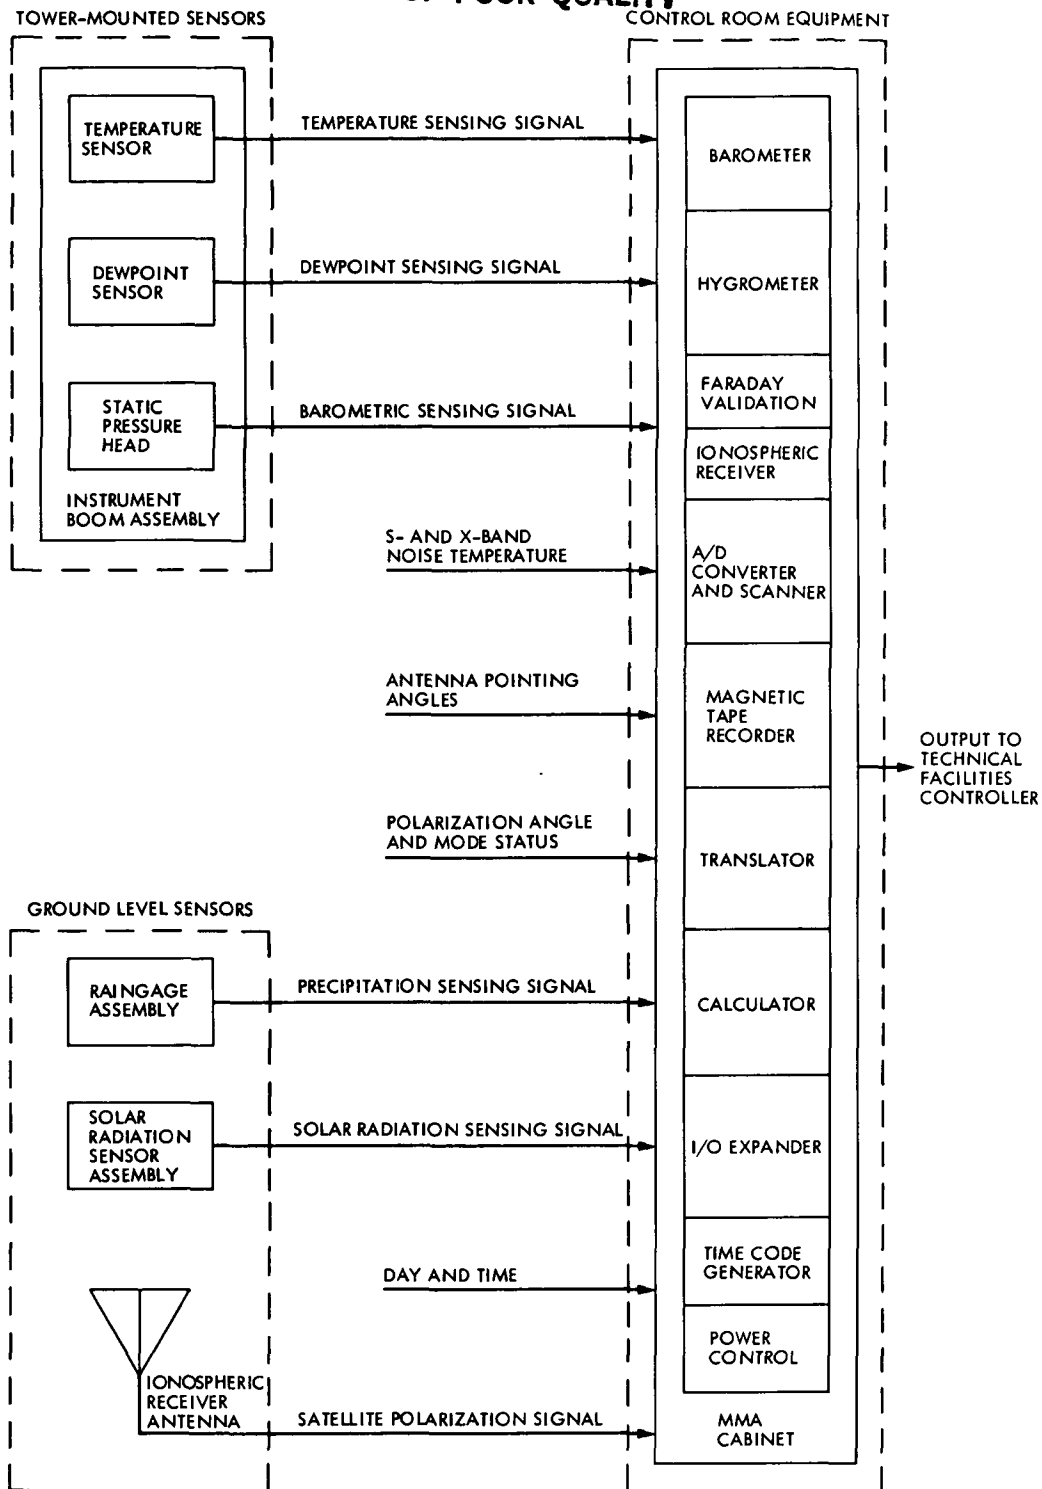 OF POOR QUALITY
TOWER-MOUNTED SENSORS
CONTROL ROOM EQUIPMENT
TEMPERATURE
SENSOR
TEMPERATURE SENSING SIGNAL
BAROMETER
DEWPOINT
SENSOR
DEWPOINT SENSING SIGNAL
HYGROMETER
STATIC
PRESSURE
HEAD
BAROMETRIC SENSING SIGNAL
FARADAY
VALIDATION
IONOSPHERIC
RECEIVER
INSTRUMENT
BOOM ASSEMBLY
S- AND X-BAND
NOISE TEMPERATURE
A/D
CONVERTER
AND SCANNER
ANTENNA POINTING
ANGLES
MAGNETIC
TAPE
RECORDER
OUTPUT TO
TECHNICAL
FACILITIES
CONTROLLER
POLARIZATION ANGLE
AND MODE STATUS
TRANSLATOR
GROUND LEVEL SENSORS
RAINGAGE
ASSEMBLY
PRECIPITATION SENSING SIGNAL
CALCULATOR
SOLAR
RADIATION
SENSOR
ASSEMBLY
SOLAR RADIATION SENSING SIGNAL
I/O EXPANDER
DAY AND TIME
TIME CODE
GENERATOR
POWER
CONTROL
IONOSPHERIC
RECEIVER
ANTENNA
SATELLITE POLARIZATION SIGNAL
MMA
CABINET